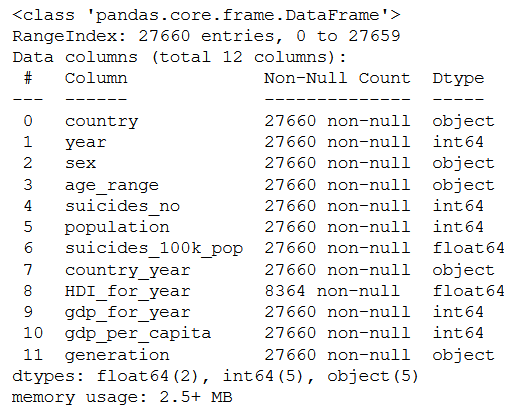 <class 'pandas.core.frame.DataFrame'>
RangeIndex: 27660 entries, 0 to 27659
Data columns (total 12 columns):
 #   Column            Non-Null Count  Dtype
---  ------            --------------  -----
 0   country           27660 non-null  object
 1   year              27660 non-null  int64
 2   sex               27660 non-null  object
 3   age_range         27660 non-null  object
 4   suicides_no       27660 non-null  int64
 5   population        27660 non-null  int64
 6   suicides_100k_pop 27660 non-null  float64
 7   country_year      27660 non-null  object
 8   HDI_for_year      8364 non-null   float64
 9   gdp_for_year      27660 non-null  int64
 10  gdp_per_capita    27660 non-null  int64
 11  generation        27660 non-null  object
dtypes: float64(2), int64(5), object(5)
memory usage: 2.5+ MB